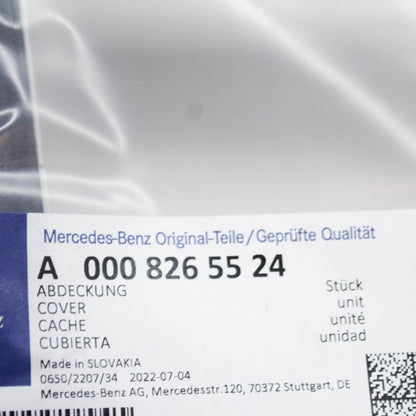 Mercedes-Benz Original-Teile/Geprüfte Qualität
A 000 826 55 24
ABDECKUNG Stück
COVER unit
CACHE unité
CUBIERTA unidad
Made in SLOVAKIA
0650/2207/34 2022-07-04
Mercedes-Benz AG, Mercedesstr.120, 70372 Stuttgart, DE